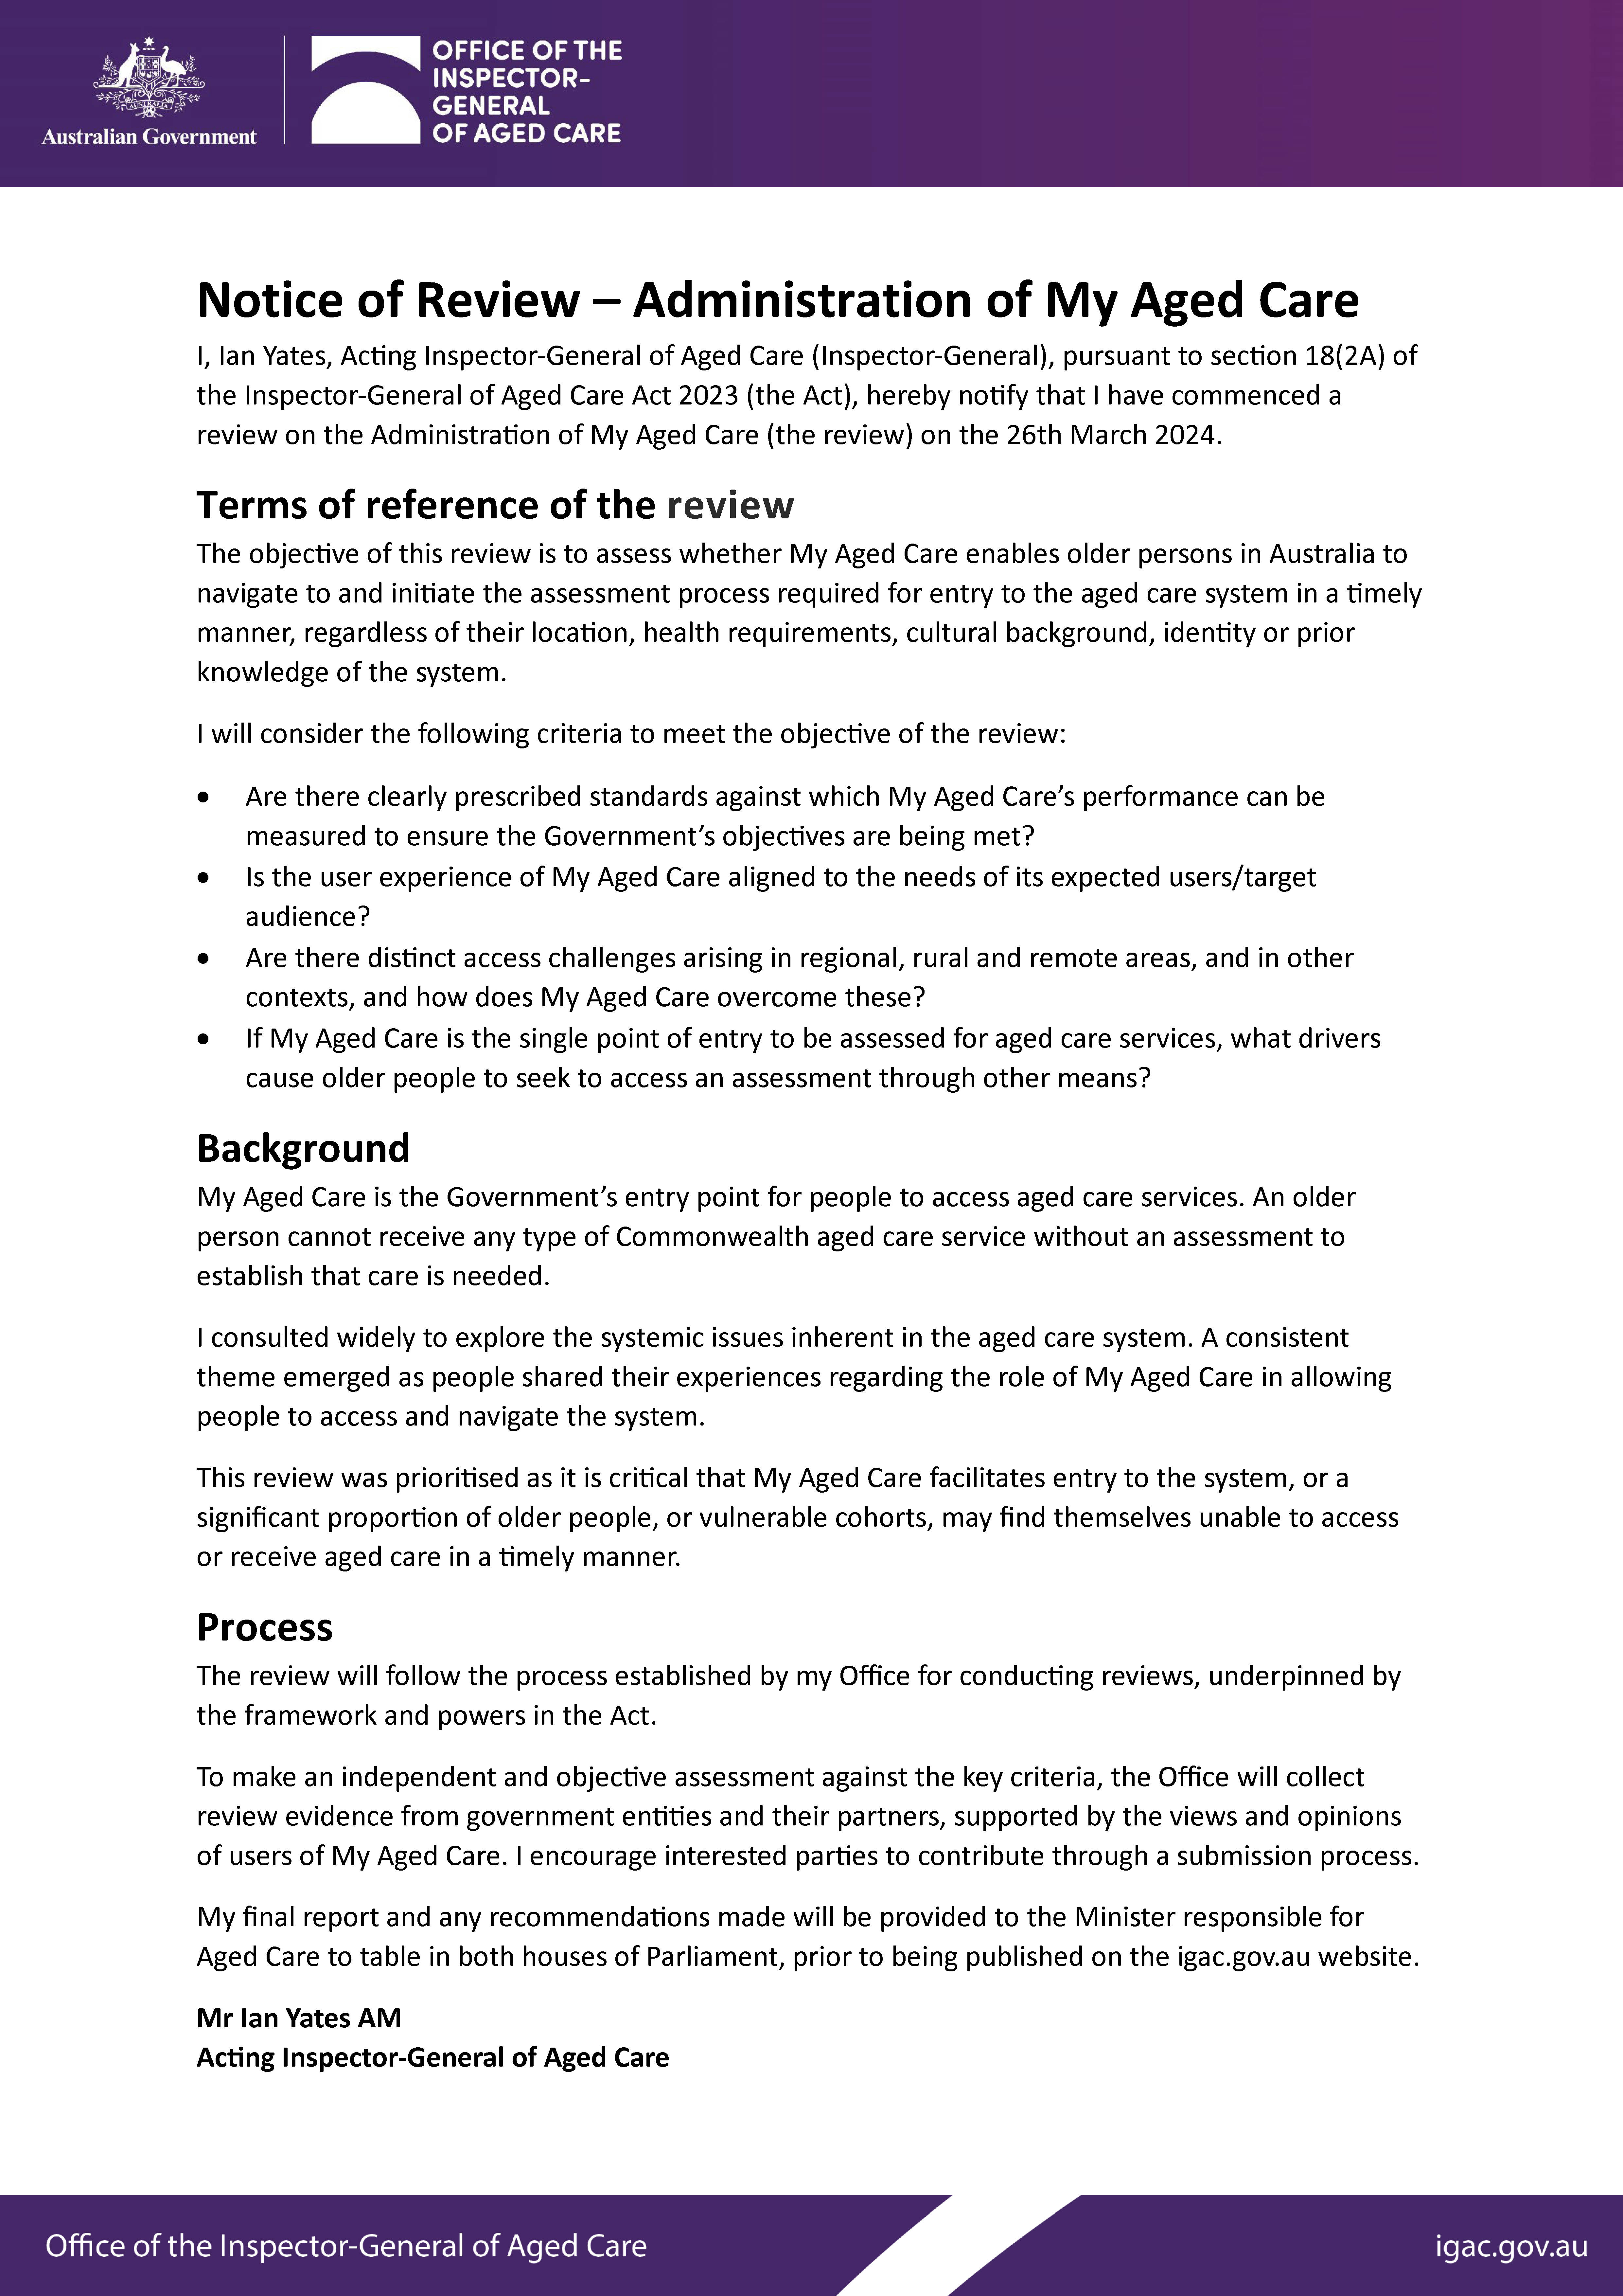 Australian Government
OFFICE OF THE
INSPECTOR-
GENERAL
OF AGED CARE
Notice of Review – Administration of My Aged Care
I, Ian Yates, Acting Inspector-General of Aged Care (Inspector-General), pursuant to section 18(2A) of
the Inspector-General of Aged Care Act 2023 (the Act), hereby notify that I have commenced a
review on the Administration of My Aged Care (the review) on the 26th March 2024.
Terms of reference of the review
The objective of this review is to assess whether My Aged Care enables older persons in Australia to
navigate to and initiate the assessment process required for entry to the aged care system in a timely
manner, regardless of their location, health requirements, cultural background, identity or prior
knowledge of the system.
I will consider the following criteria to meet the objective of the review:
• Are there clearly prescribed standards against which My Aged Care’s performance can be
measured to ensure the Government’s objectives are being met?
• Is the user experience of My Aged Care aligned to the needs of its expected users/target
audience?
• Are there distinct access challenges arising in regional, rural and remote areas, and in other
contexts, and how does My Aged Care overcome these?
• If My Aged Care is the single point of entry to be assessed for aged care services, what drivers
cause older people to seek to access an assessment through other means?
Background
My Aged Care is the Government’s entry point for people to access aged care services. An older
person cannot receive any type of Commonwealth aged care service without an assessment to
establish that care is needed.
I consulted widely to explore the systemic issues inherent in the aged care system. A consistent
theme emerged as people shared their experiences regarding the role of My Aged Care in allowing
people to access and navigate the system.
This review was prioritised as it is critical that My Aged Care facilitates entry to the system, or a
significant proportion of older people, or vulnerable cohorts, may find themselves unable to access
or receive aged care in a timely manner.
Process
The review will follow the process established by my Office for conducting reviews, underpinned by
the framework and powers in the Act.
To make an independent and objective assessment against the key criteria, the Office will collect
review evidence from government entities and their partners, supported by the views and opinions
of users of My Aged Care. I encourage interested parties to contribute through a submission process.
My final report and any recommendations made will be provided to the Minister responsible for
Aged Care to table in both houses of Parliament, prior to being published on the igac.gov.au website.
Mr Ian Yates AM
Acting Inspector-General of Aged Care
Office of the Inspector-General of Aged Care
igac.gov.au